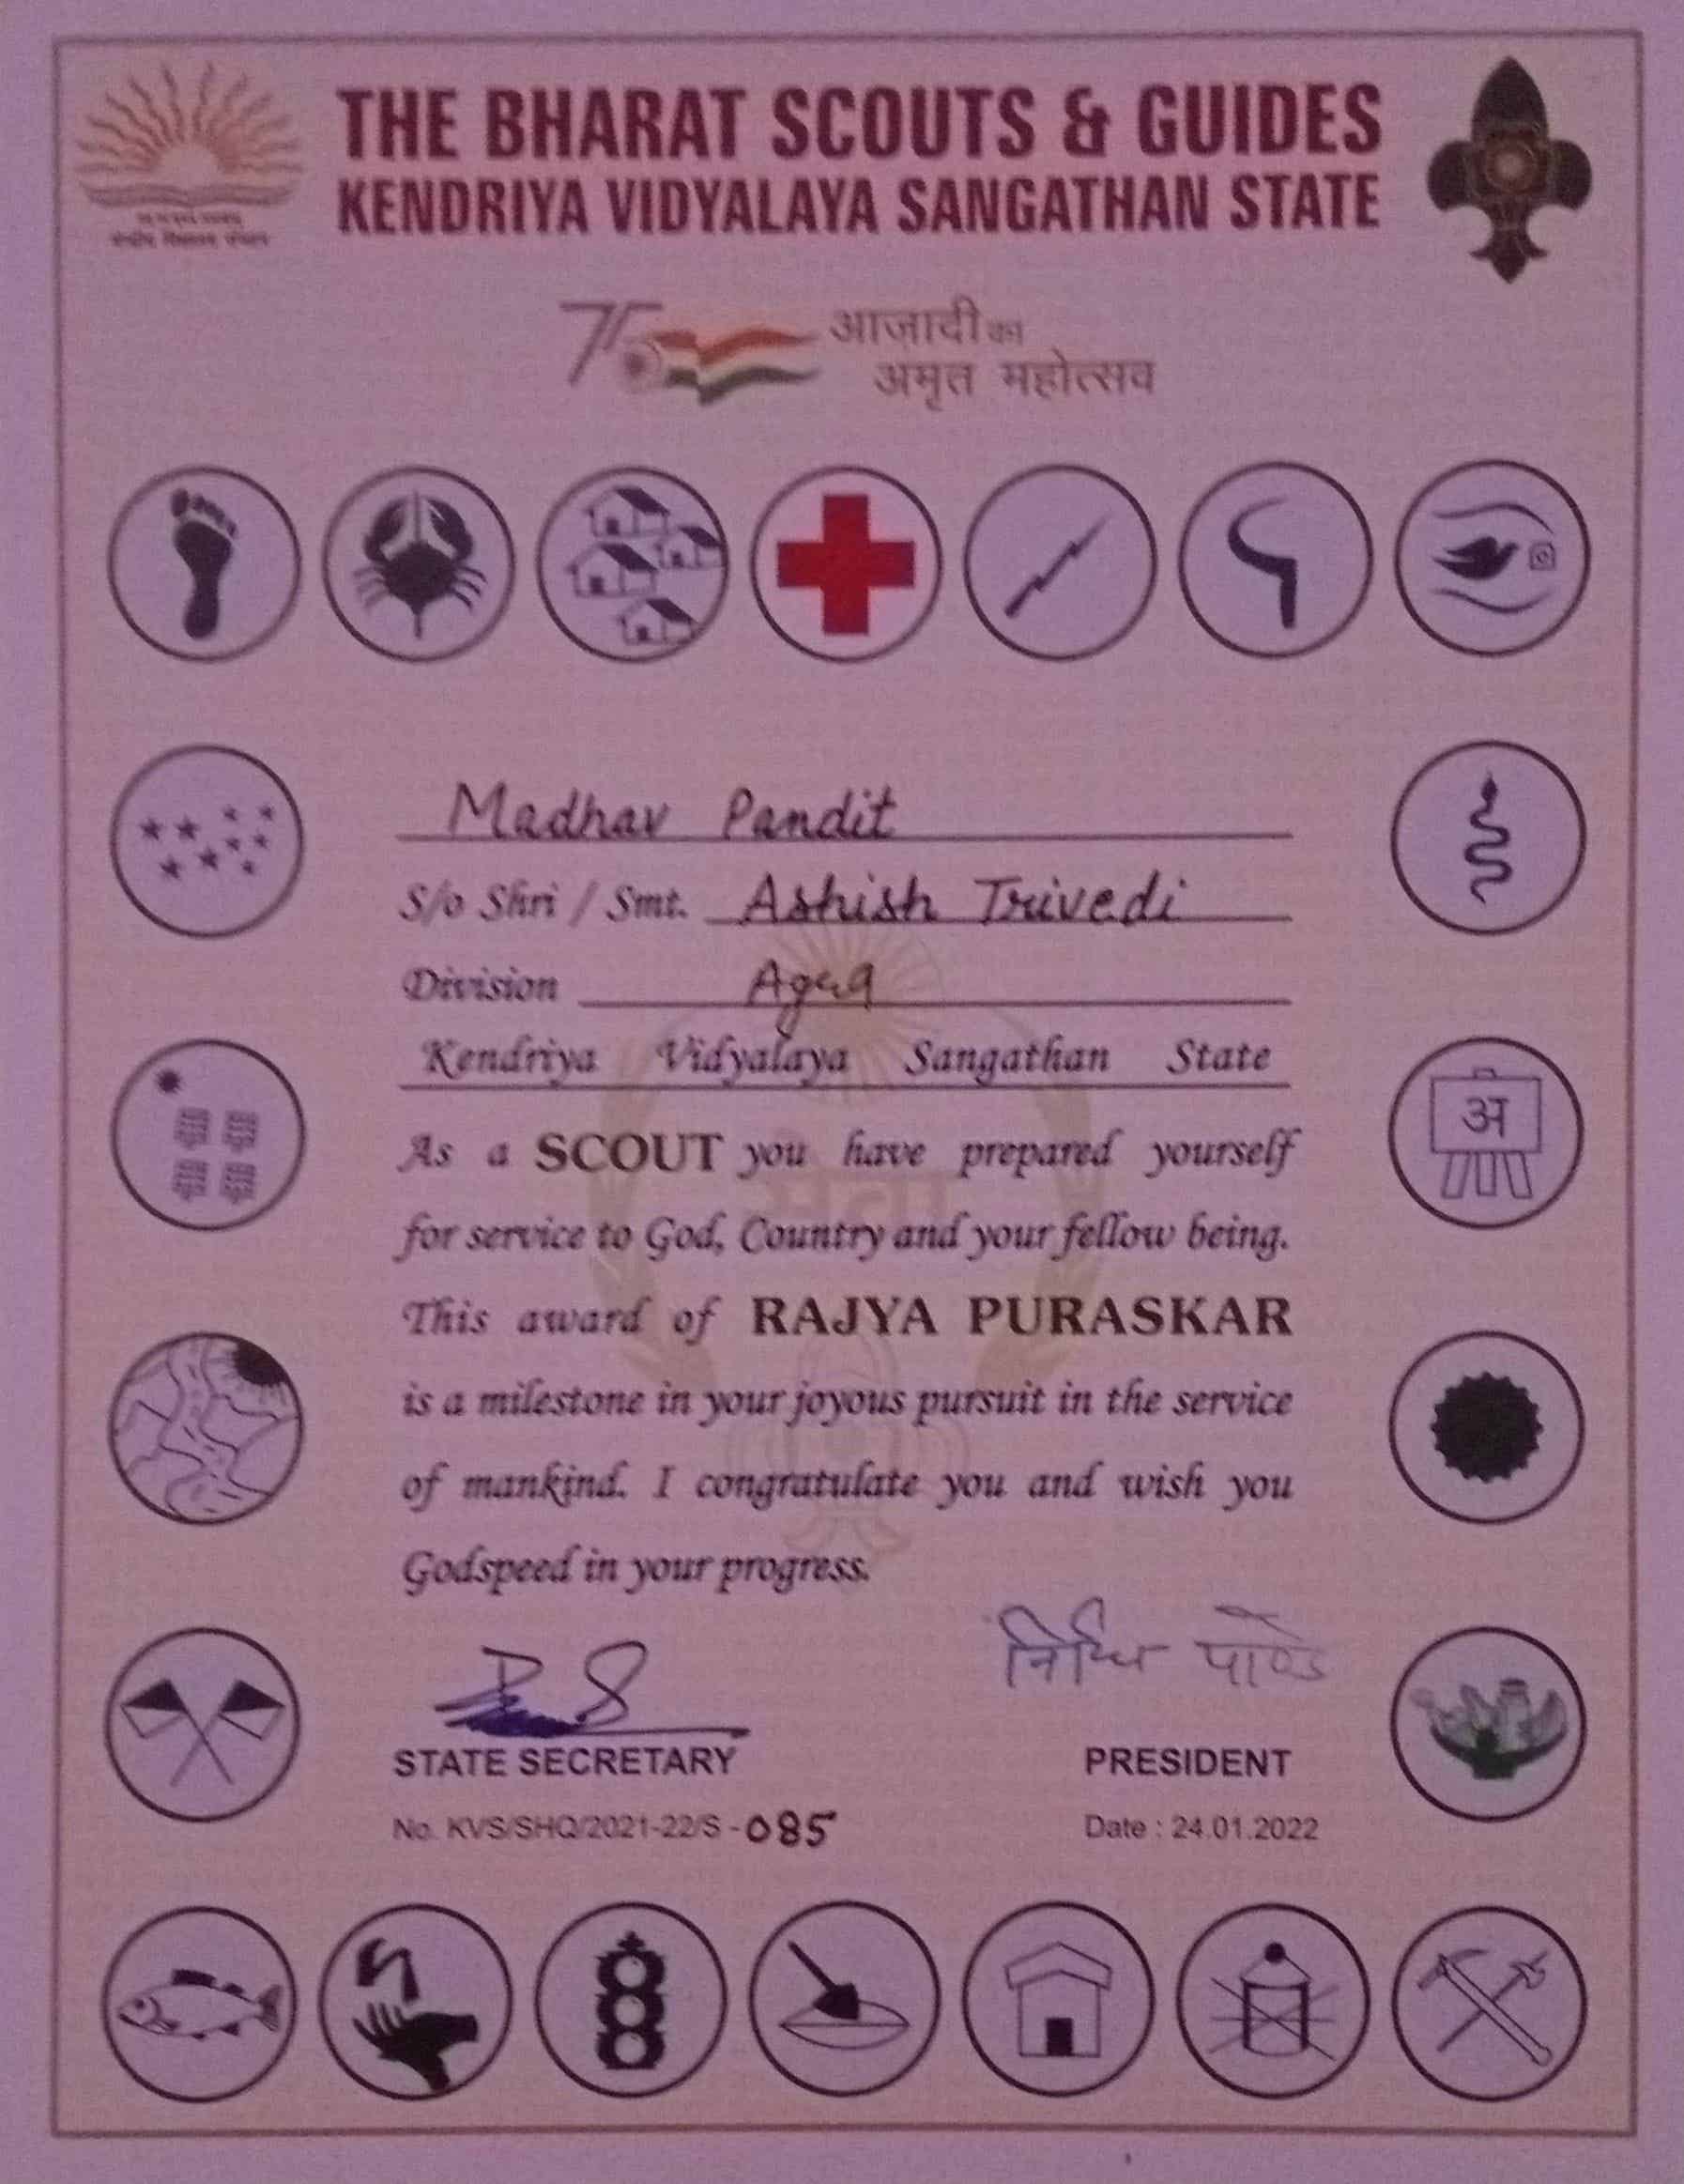 THE BHARAT SCOUTS & GUIDES
KENDRIYA VIDYALAYA SANGATHAN STATE
75 आज़ादी का
अमृत महोत्सव
Madhav Pandit
S/o Shri / Smt. Ashish Trivedi
Division
Kendriya Vidyalaya Sangathan State
As a SCOUT you have prepared yourself
for service to God, Country and your fellow being.
This award of RAJYA PURASKAR
is a milestone in your joyous pursuit in the service
of mankind. I congratulate you and wish you
Godspeed in your progress.
अ
STATE SECRETARY
PRESIDENT
No. KVS/SHQ/2021-22/S - 085
Date : 24.01.2022